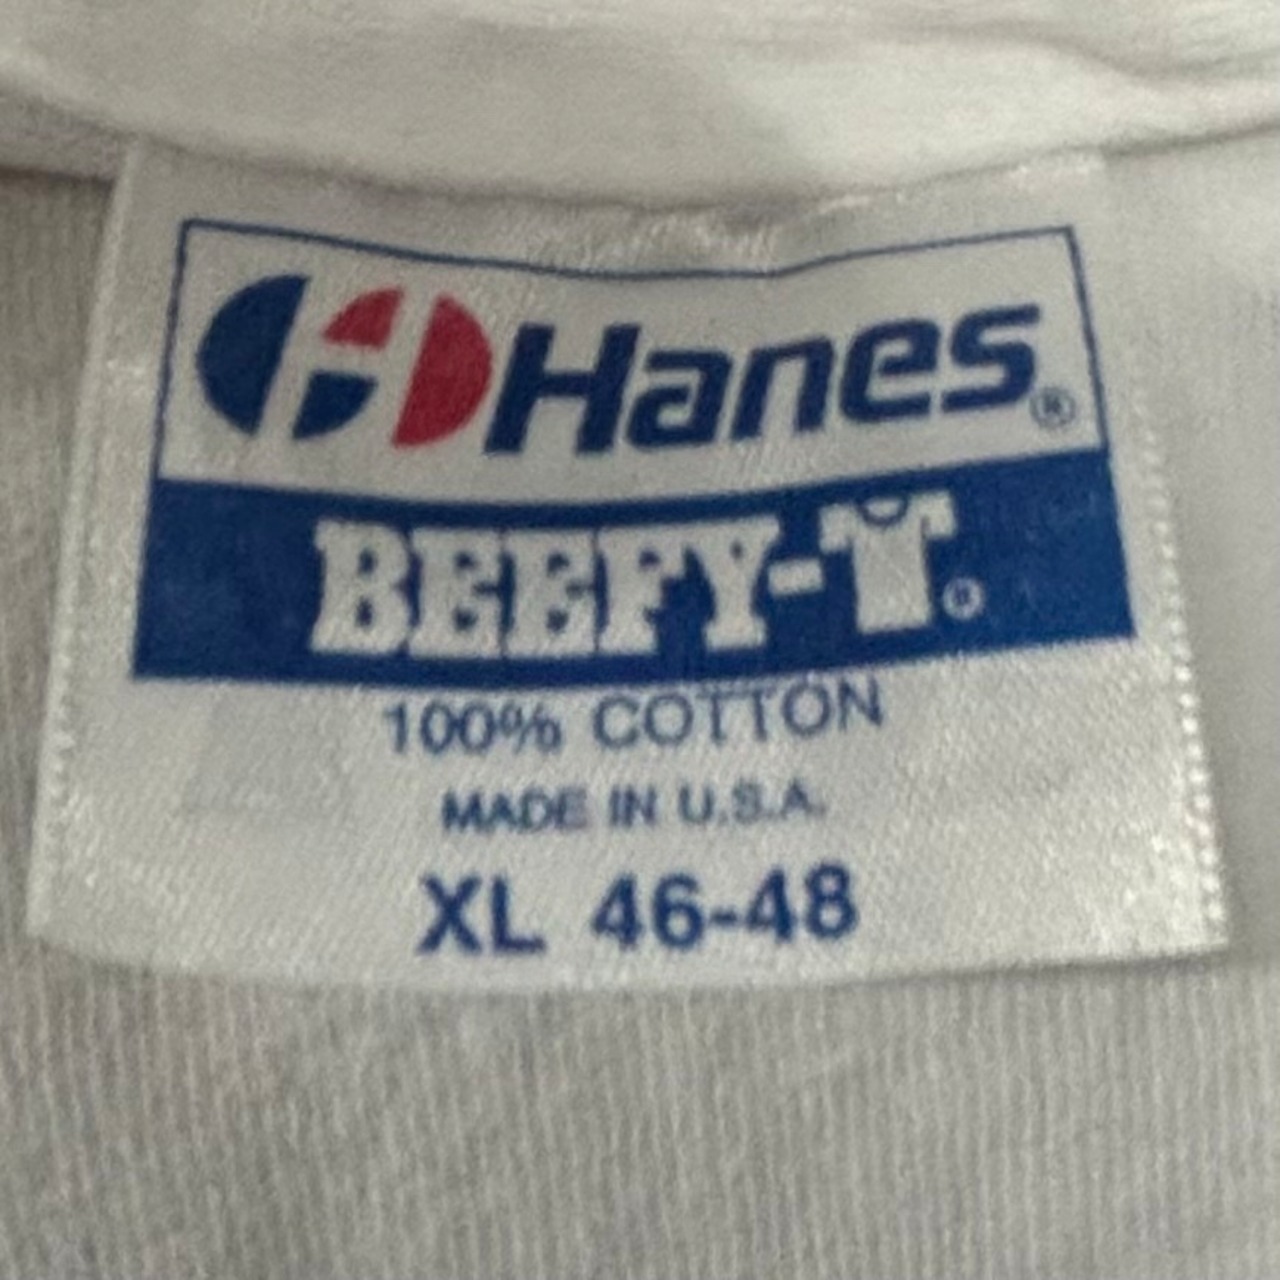 Hanes®
BEEFY-T®
100% COTTON
MADE IN U.S.A.
XL 46-48